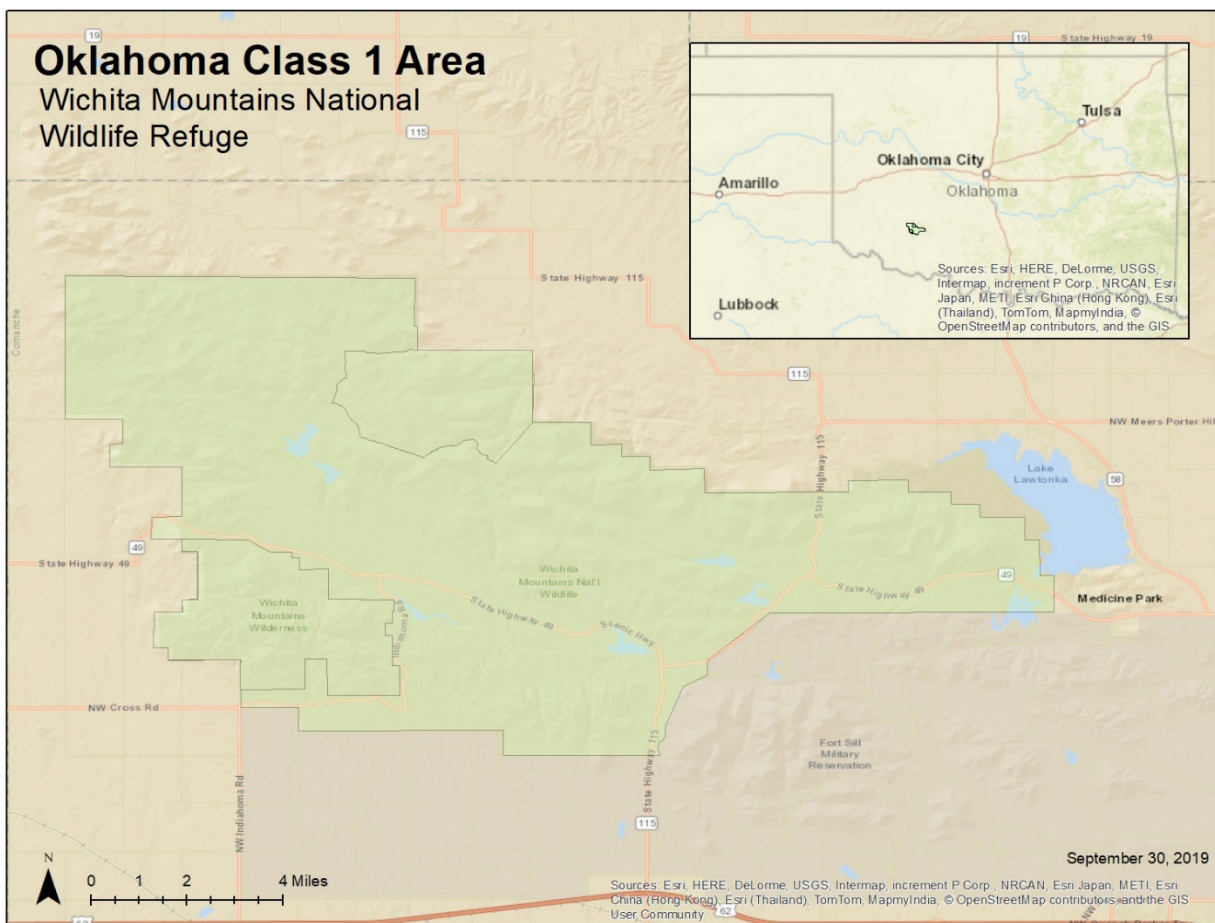 Oklahoma Class 1 Area
Wichita Mountains National
Wildlife Refuge
19
State Highway 19
19
115
Tulsa
Oklahoma City
Oklahoma
Amarillo
Lubbock
Sources: Esri, HERE, DeLorme, USGS,
Intermap, increment P Corp., NRCAN, Esri
Japan, METI, Esri China (Hong Kong), Esri
(Thailand), TomTom, MapmyIndia, ©
OpenStreetMap contributors, and the GIS
State Highway 115
Comanche
115
NW Meers Porter Hil
State Highway 115
Lake
Lawtonka
58
49
State Highway 49
Wichita
Mountains Nat'l
Wildlife
State Highway 49
49
Medicine Park
Wichita
Mountains
Wilderness
Indiahoma Rd
State Highway 49
Scenic Hwy
NW Cross Rd
Fort Sill
Military
Reservation
NW Indiahoma Rd
State Highway 115
115
September 30, 2019
N
0 1 2 4 Miles
Sources: Esri, HERE, DeLorme, USGS, Intermap, increment P Corp., NRCAN, Esri Japan, METI, Esri
China (Hong Kong), Esri (Thailand), TomTom, MapmyIndia, © OpenStreetMap contributors, and the GIS
User Community
62
62